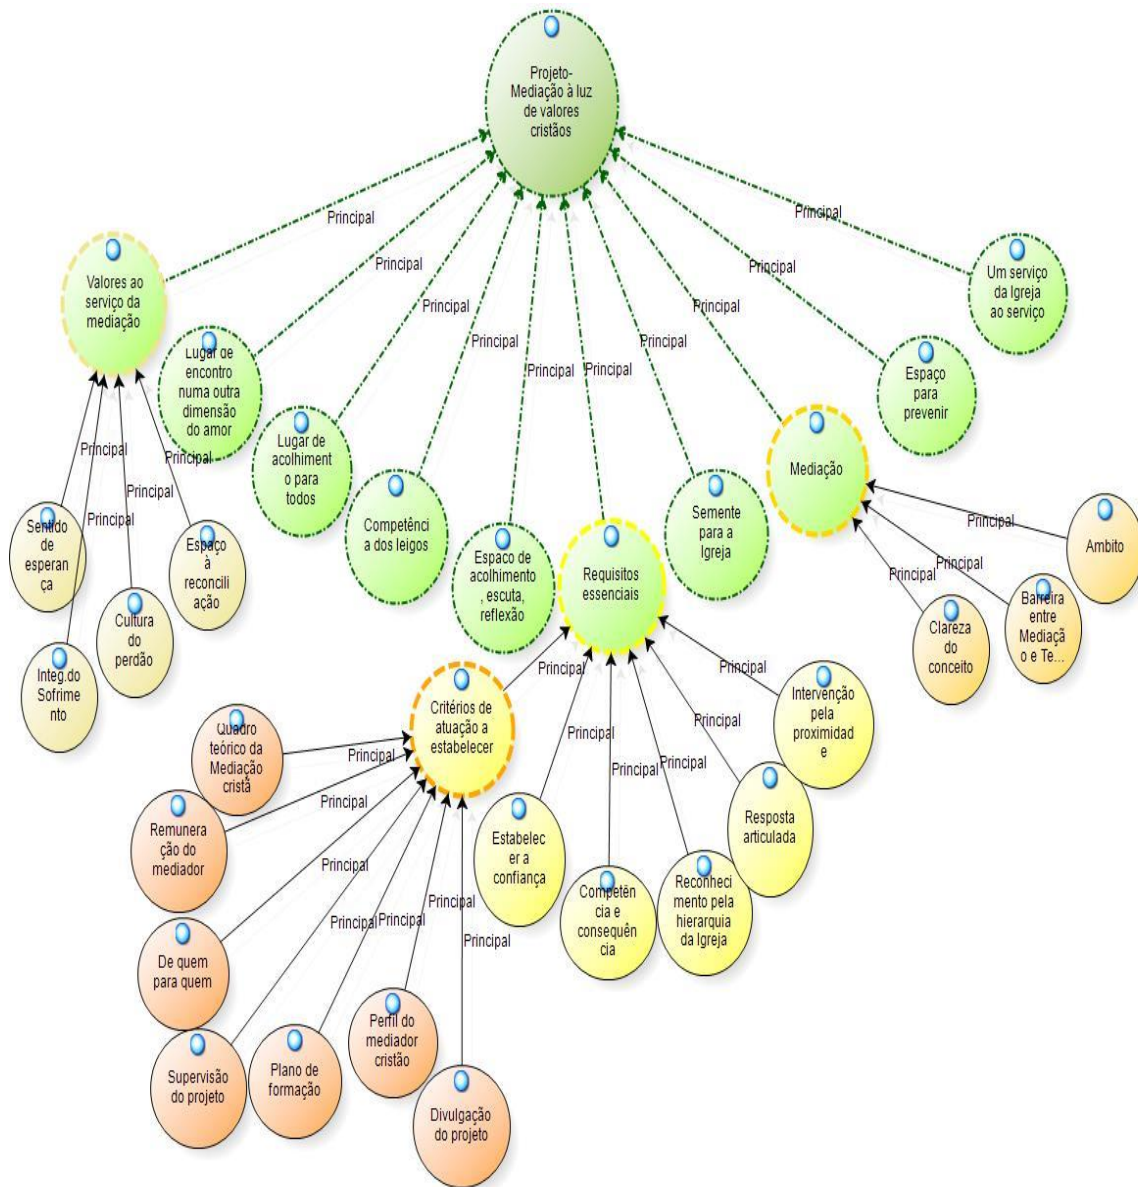 Projeto-
Mediação à luz
de valores
cristãos
Principal
Principal
Principal
Principal
Principal
Principal
Principal
Principal
Principal
Principal
Valores ao
serviço da
mediação
Um serviço
da Igreja
ao serviço
Lugar de
encontro
numa outra
dimensão
do amor
Espaço
para
prevenir
Lugar de
acolhiment
o para
todos
Mediação
Competênci
a dos leigos
Semente
para a
Igreja
Espaco de
acolhimento
, escuta,
reflexão
Requisitos
essenciais
Principal
Principal
Principal
Principal
Sentido
de
esperan
ça
Espaço
à
reconcili
ação
Cultura
do
perdão
Integ.do
Sofrime
nto
Principal
Principal
Principal
Ambito
Barreira
entre
Mediaçã
o e Te...
Clareza
do
conceito
Principal
Principal
Principal
Principal
Principal
Principal
Critérios de
atuação a
estabelecer
Intervenção
pela
proximidad
e
Resposta
articulada
Estabelec
er a
confiança
Competên
cia e
consequên
cia
Reconheci
mento pela
hierarquia
da Igreja
Principal
Principal
Principal
Principal
Principal
Principal
Principal
Quadro
teórico da
Mediação
cristã
Remunera
ção do
mediador
De quem
para quem
Supervisão
do projeto
Plano de
formação
Perfil do
mediador
cristão
Divulgação
do projeto